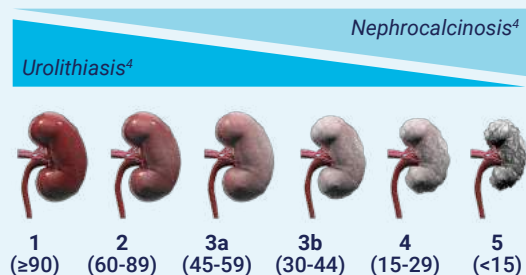 Nephrocalcinosis⁴
Urolithiasis⁴
1 2 3a 3b 4 5
(≥90) (60-89) (45-59) (30-44) (15-29) (<15)